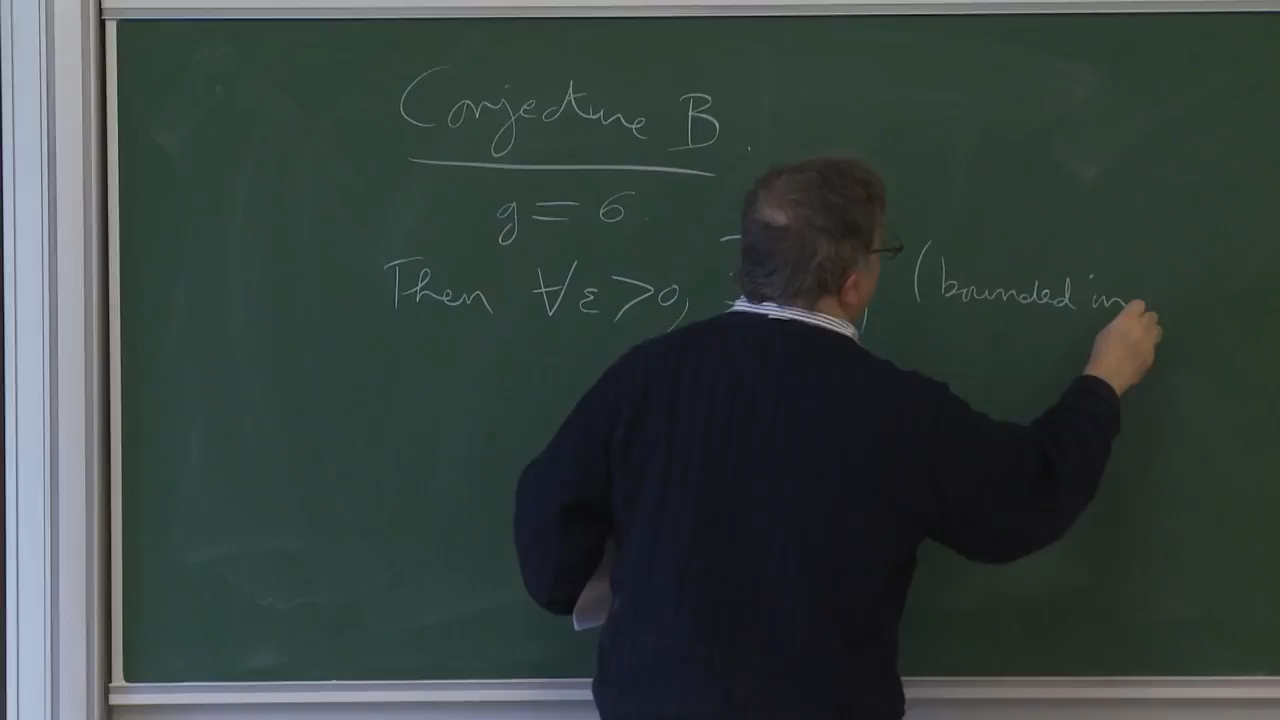 Conjecture B.
g = 6.
Then ∀ε>0, (bounded in